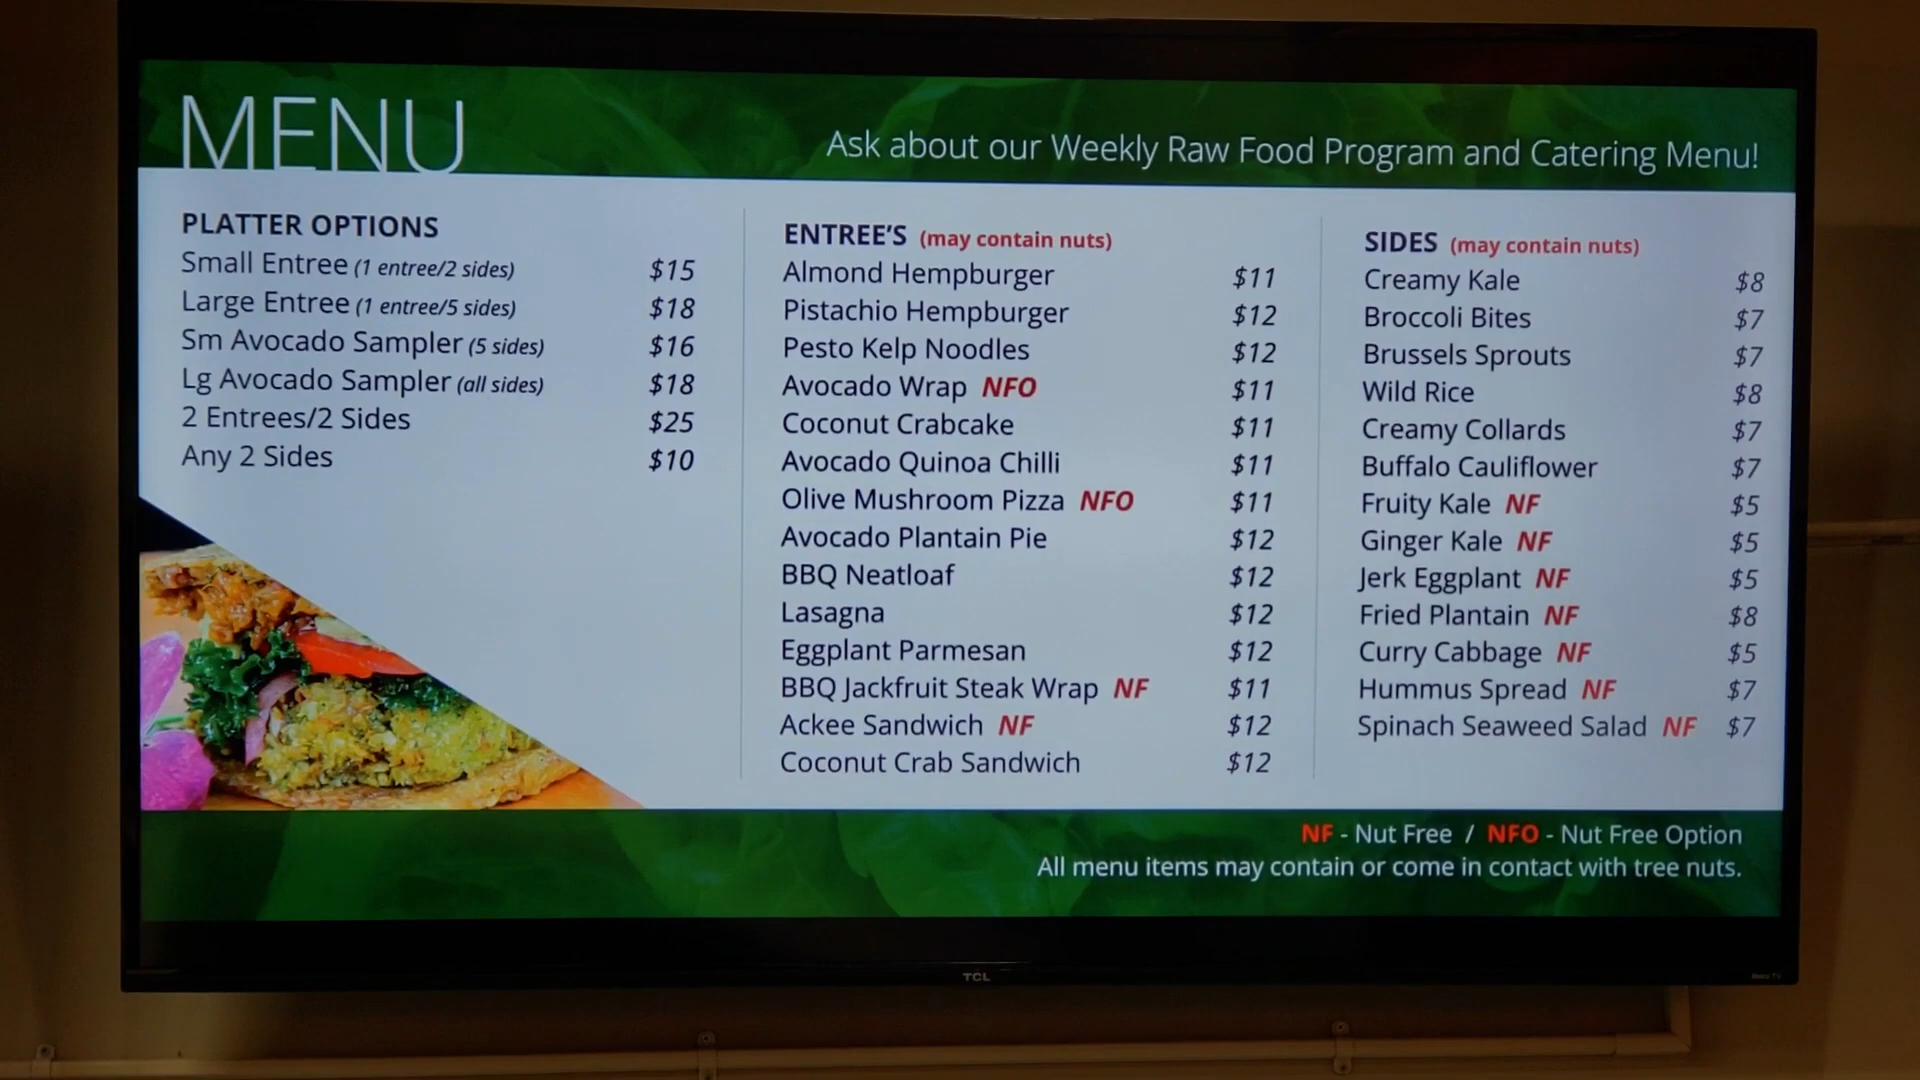 MENU
Ask about our Weekly Raw Food Program and Catering Menu!
PLATTER OPTIONS
Small Entree (1 entree/2 sides) $15
Large Entree (1 entree/5 sides) $18
Sm Avocado Sampler (5 sides) $16
Lg Avocado Sampler (all sides) $18
2 Entrees/2 Sides $25
Any 2 Sides $10
ENTREE'S (may contain nuts)
Almond Hempburger $11
Pistachio Hempburger $12
Pesto Kelp Noodles $12
Avocado Wrap NFO $11
Coconut Crabcake $11
Avocado Quinoa Chilli $11
Olive Mushroom Pizza NFO $11
Avocado Plantain Pie $12
BBQ Neatloaf $12
Lasagna $12
Eggplant Parmesan $12
BBQ Jackfruit Steak Wrap NF $11
Ackee Sandwich NF $12
Coconut Crab Sandwich $12
SIDES (may contain nuts)
Creamy Kale $8
Broccoli Bites $7
Brussels Sprouts $7
Wild Rice $8
Creamy Collards $7
Buffalo Cauliflower $7
Fruity Kale NF $5
Ginger Kale NF $5
Jerk Eggplant NF $5
Fried Plantain NF $8
Curry Cabbage NF $5
Hummus Spread NF $7
Spinach Seaweed Salad NF $7
NF - Nut Free / NFO - Nut Free Option
All menu items may contain or come in contact with tree nuts.
TCL
Roku TV